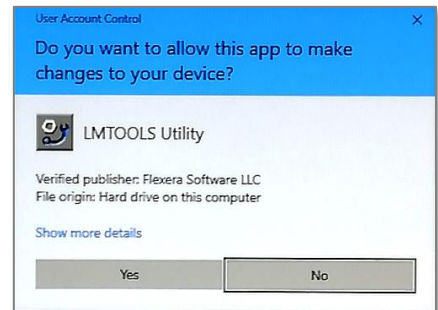 User Account Control
Do you want to allow this app to make
changes to your device?
LMTOOLS Utility
Verified publisher: Flexera Software LLC
File origin: Hard drive on this computer
Show more details
Yes
No